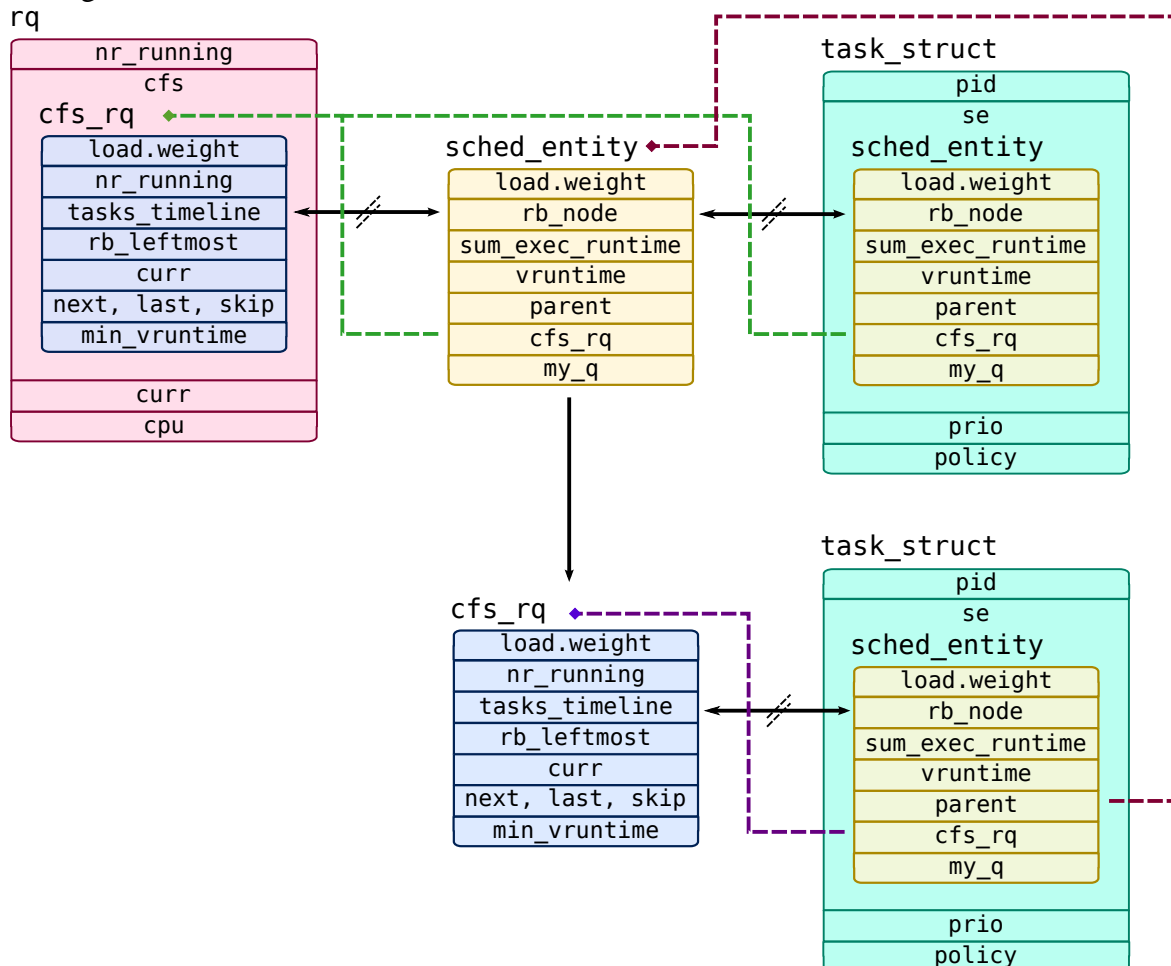 rq
nr_running
cfs
cfs_rq
load.weight
nr_running
tasks_timeline
rb_leftmost
curr
next, last, skip
min_vruntime
curr
cpu
sched_entity
load.weight
rb_node
sum_exec_runtime
vruntime
parent
cfs_rq
my_q
task_struct
pid
se
sched_entity
load.weight
rb_node
sum_exec_runtime
vruntime
parent
cfs_rq
my_q
prio
policy
cfs_rq
load.weight
nr_running
tasks_timeline
rb_leftmost
curr
next, last, skip
min_vruntime
task_struct
pid
se
sched_entity
load.weight
rb_node
sum_exec_runtime
vruntime
parent
cfs_rq
my_q
prio
policy